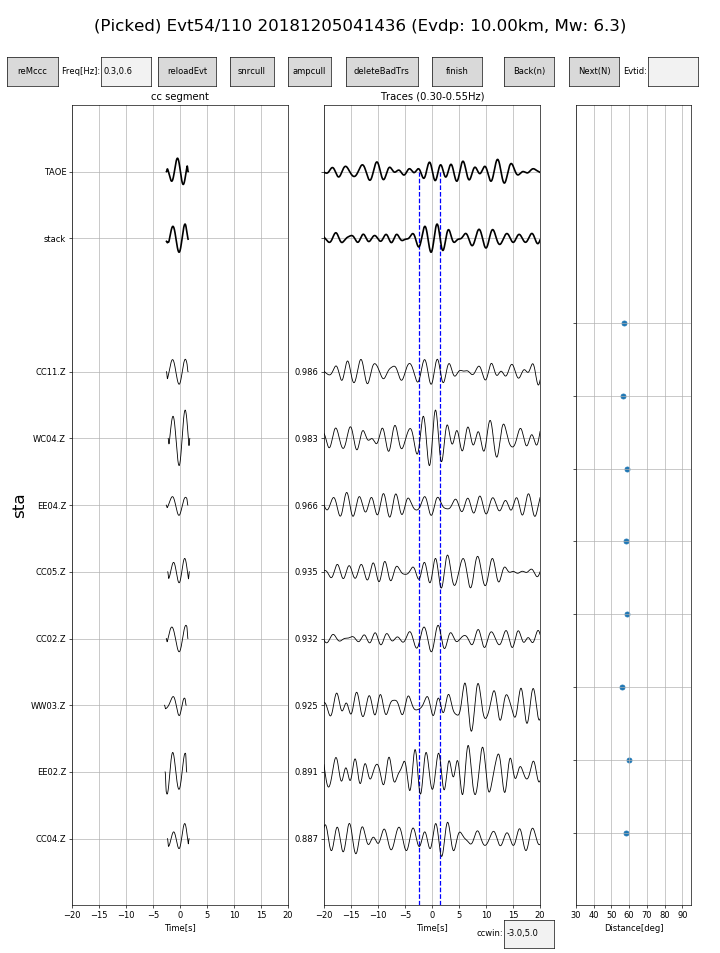 (Picked) Evt54/110 20181205041436 (Evdp: 10.00km, Mw: 6.3)
reMccc Freq[Hz]: 0.3,0.6 reloadEvt snrcull ampcull deleteBadTrs finish Back(n) Next(N) Evtid:
cc segment Traces (0.30-0.55Hz)
TAOE
stack
CC11.Z 0.986
WC04.Z 0.983
EE04.Z 0.966
sta
CC05.Z 0.935
CC02.Z 0.932
WW03.Z 0.925
EE02.Z 0.891
CC04.Z 0.887
−20 −15 −10 −5 0 5 10 15 20 −20 −15 −10 −5 0 5 10 15 20 30 40 50 60 70 80 90
Time[s] Time[s] Distance[deg]
ccwin: -3.0,5.0